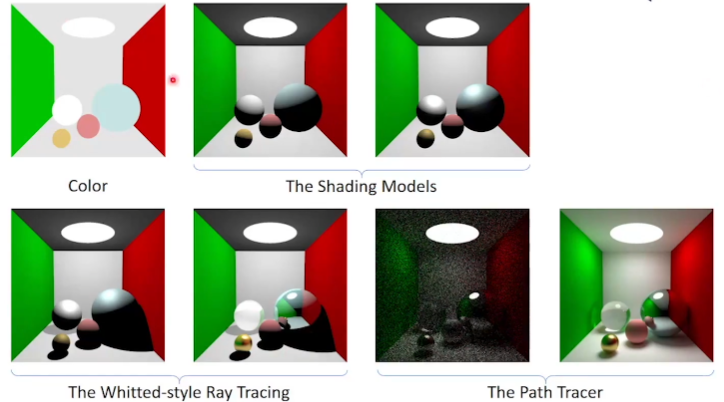 Color
The Shading Models
The Whitted-style Ray Tracing
The Path Tracer